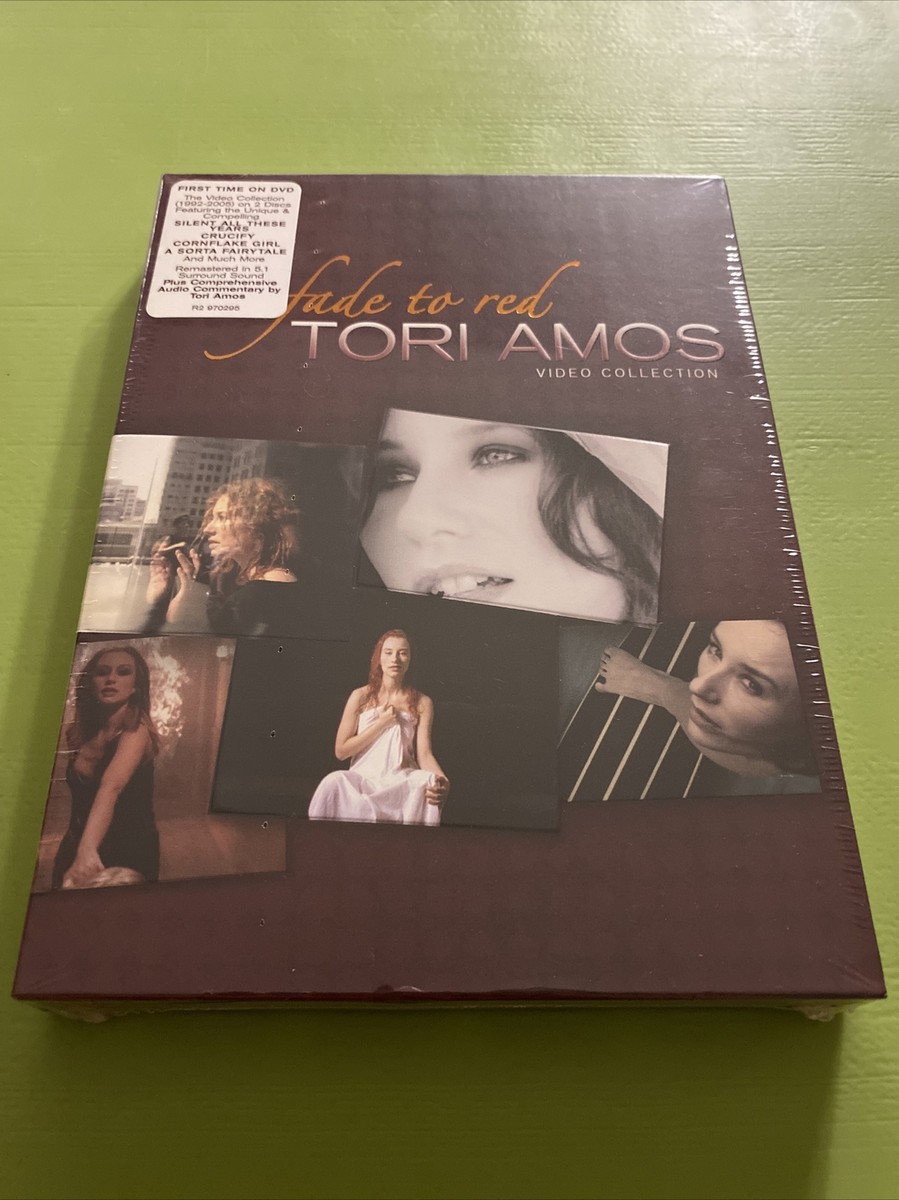 FIRST TIME ON DVD
The Video Collection
(1992-2005) on 2 Discs
Featuring the Unique &
Compelling
SILENT ALL THESE
YEARS
CRUCIFY
CORNFLAKE GIRL
A SORTA FAIRYTALE
And Much More
Remastered in 5.1
Surround Sound
Plus Comprehensive
Audio Commentary by
Tori Amos
R2 970295
fade to red
TORI AMOS
VIDEO COLLECTION